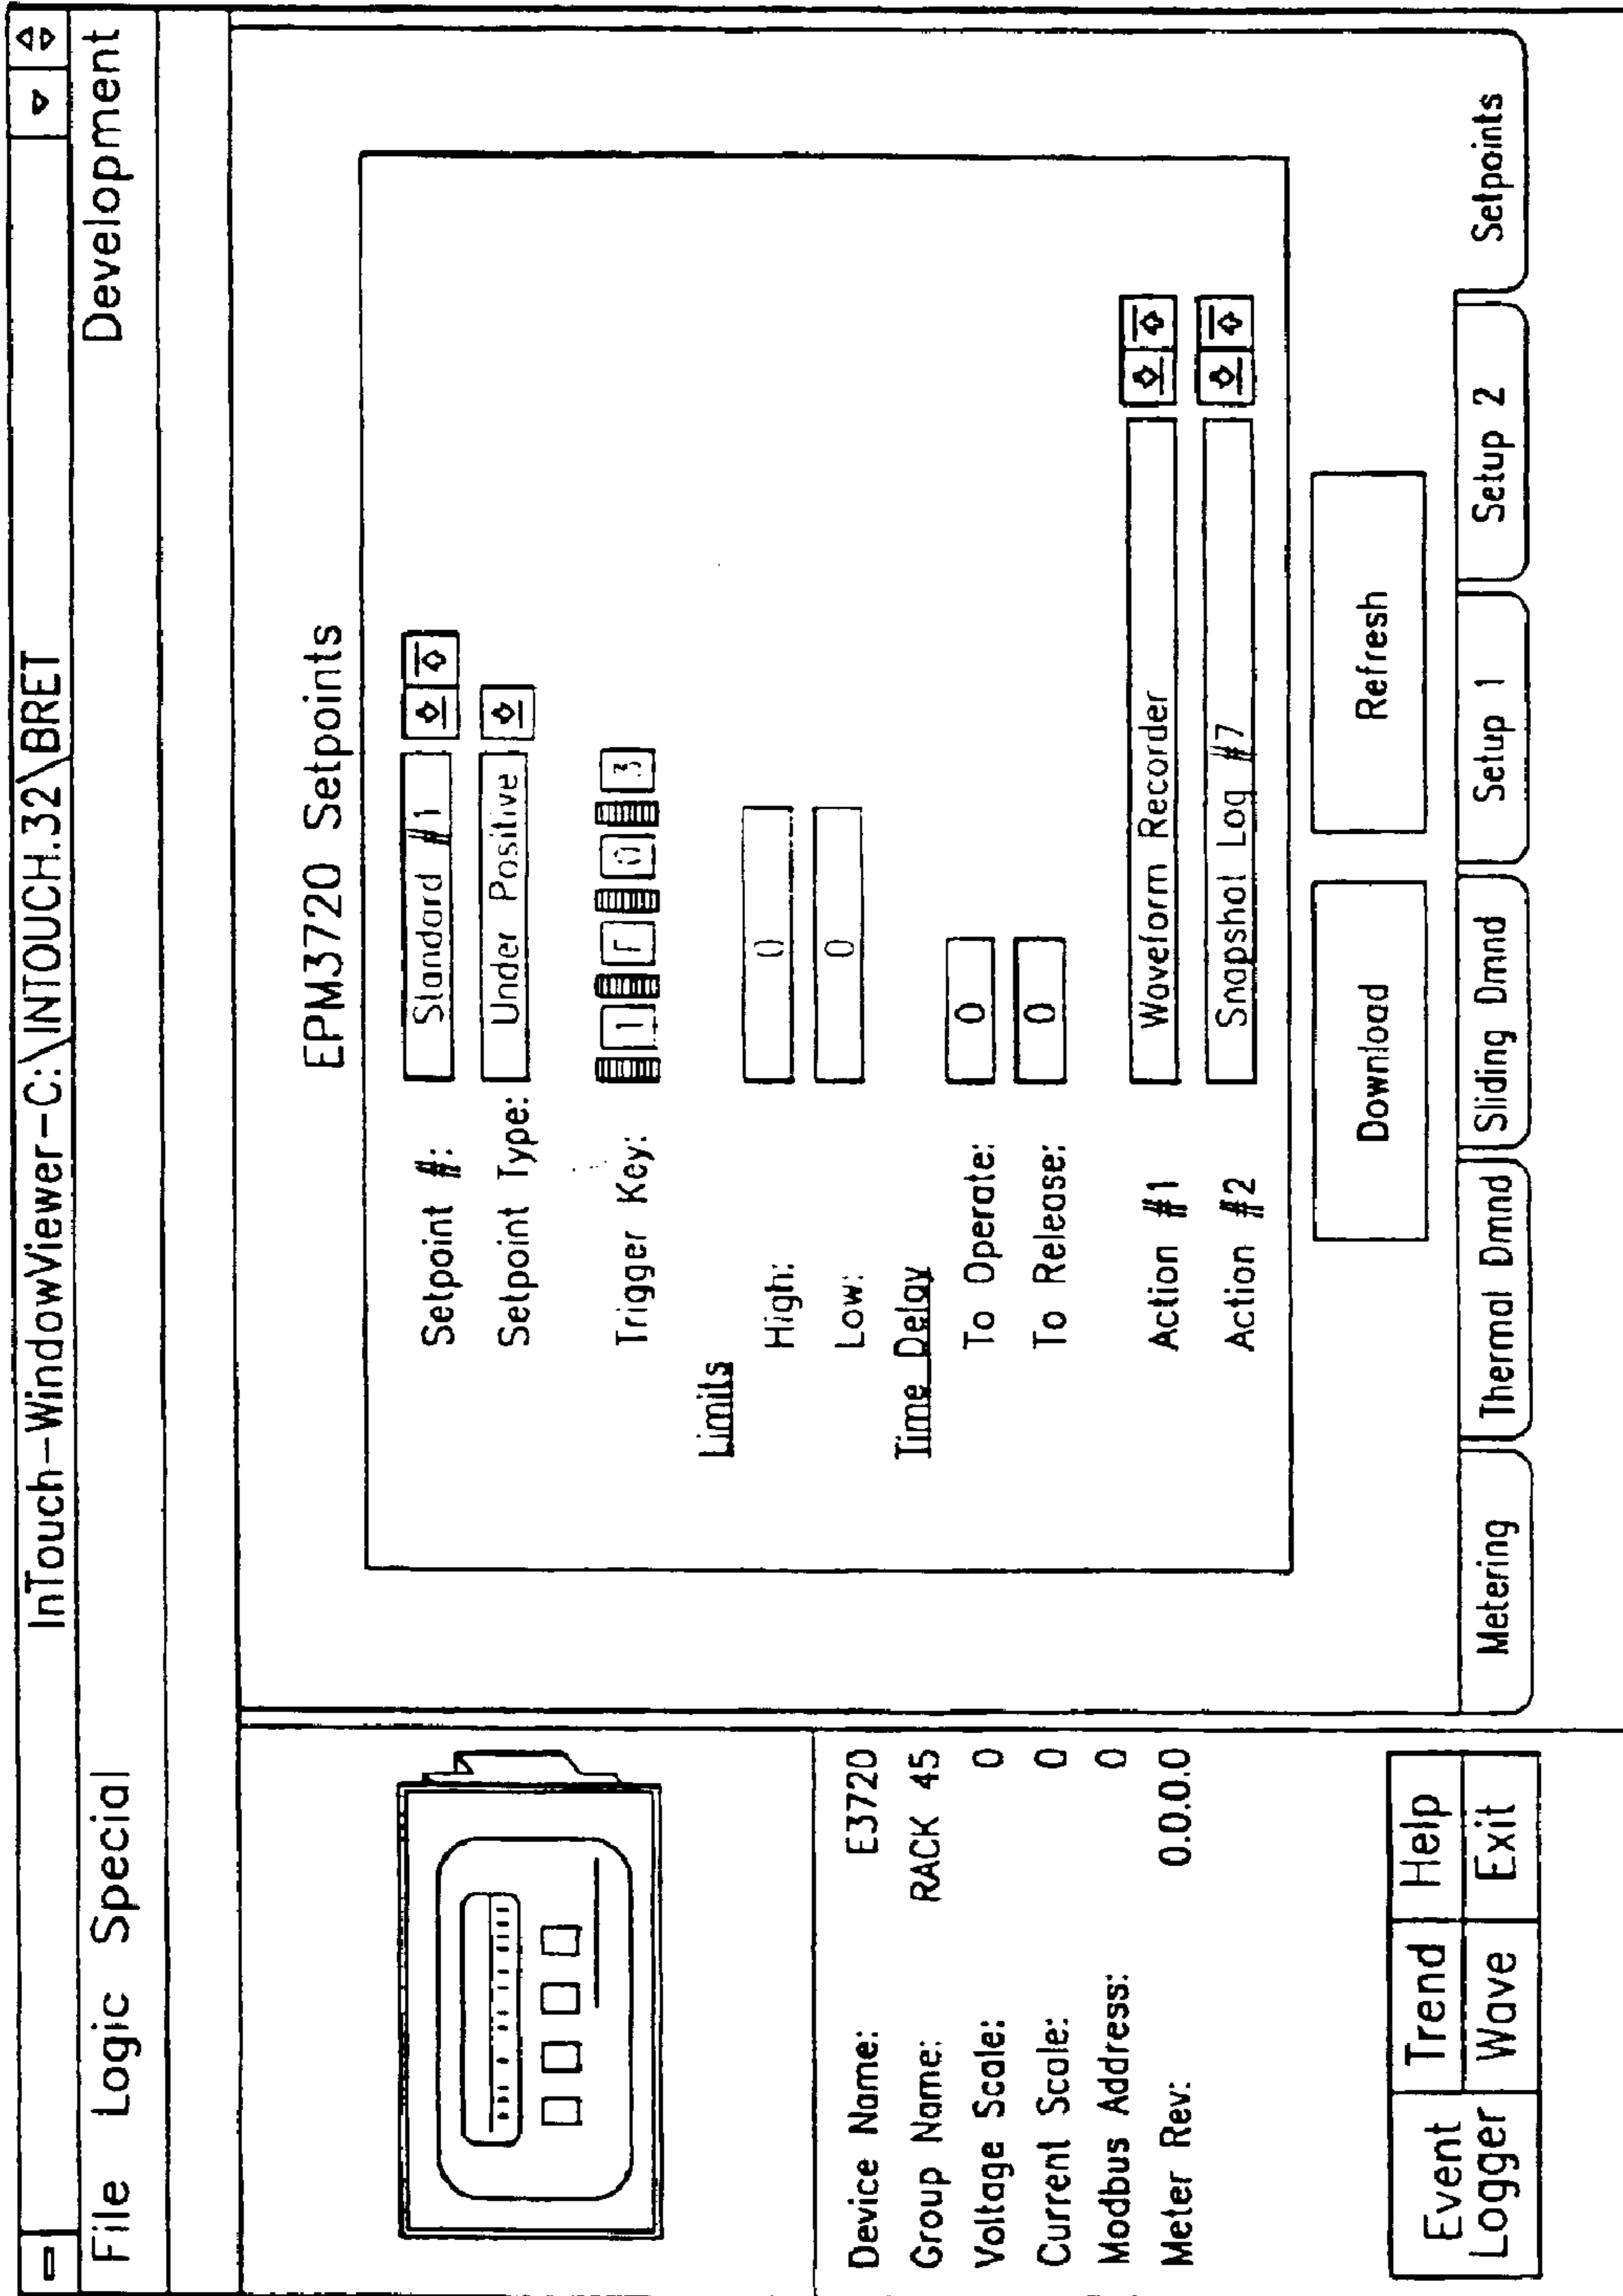 InTouch-WindowViewer-C:\INTOUCH.32\BRET
File Logic Special Development
EPM3720 Setpoints
Setpoint #: Standard #1
Setpoint Type: Under Positive
Trigger Key: 1 0 3
Limits
High: 0
Low: 0
Time Delay
To Operate: 0
To Release: 0
Action #1 Waveform Recorder
Action #2 Snapshot Log #7
Download Refresh
Metering Thermal Dmnd Sliding Dmnd Setup 1 Setup 2 Setpoints
Device Name: E3720
Group Name: RACK 45
Voltage Scale: 0
Current Scale: 0
Modbus Address: 0
Meter Rev: 0.0.0.0
Event Logger Trend Help
Wave Exit